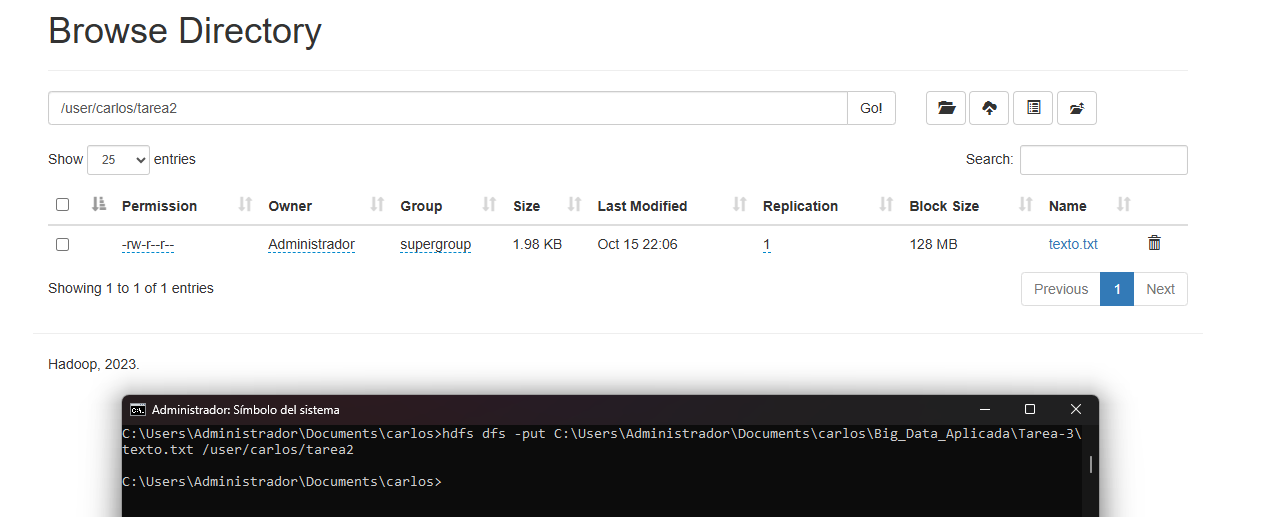 Browse Directory
/user/carlos/tarea2 Go!
Show 25 entries Search:
Permission Owner Group Size Last Modified Replication Block Size Name
-rw-r--r-- Administrador supergroup 1.98 KB Oct 15 22:06 1 128 MB texto.txt
Showing 1 to 1 of 1 entries Previous 1 Next
Hadoop, 2023.
Administrador: Símbolo del sistema
C:\Users\Administrador\Documents\carlos>hdfs dfs -put C:\Users\Administrador\Documents\carlos\Big_Data_Aplicada\Tarea-3\
texto.txt /user/carlos/tarea2
C:\Users\Administrador\Documents\carlos>